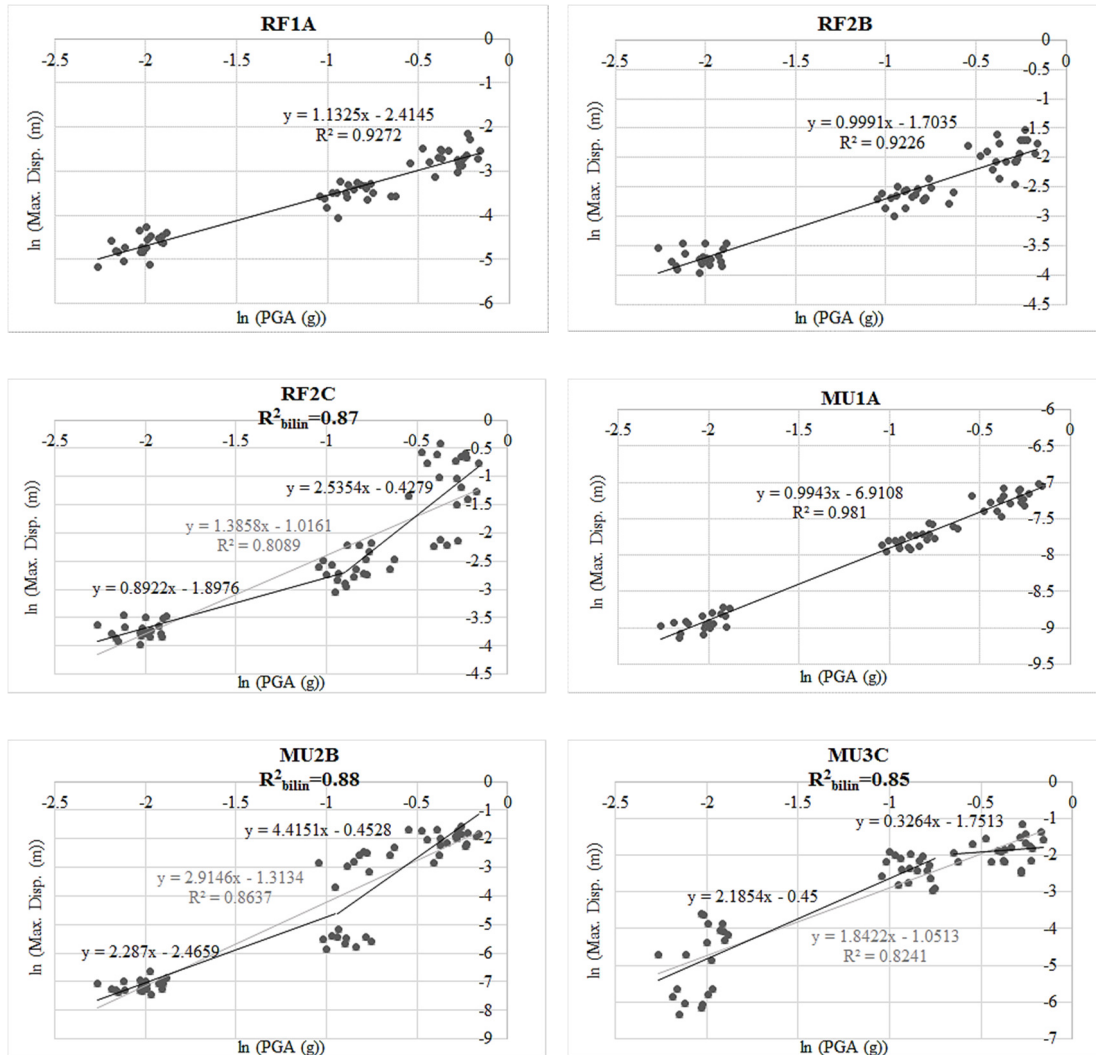 RF1A
0
-2.5 -2 -1.5 -1 -0.5 0
-1
y = 1.1325x - 2.4145
R² = 0.9272
-2
-3
-4
-5
-6
ln (Max. Disp. (m))
ln (PGA (g))
RF2B
0
-2.5 -2 -1.5 -1 -0.5 0
-0.5
-1
y = 0.9991x - 1.7035
R² = 0.9226
-1.5
-2
-2.5
-3
-3.5
-4
-4.5
ln (Max. Disp. (m))
ln (PGA (g))
RF2C
R²bilin=0.87
0
-2.5 -2 -1.5 -1 -0.5 0
-0.5
-1
y = 2.5354x - 0.4279
-1.5
y = 1.3858x - 1.0161
R² = 0.8089
-2
-2.5
y = 0.8922x - 1.8976
-3
-3.5
-4
-4.5
ln (Max. Disp. (m))
ln (PGA (g))
MU1A
-6
-2.5 -2 -1.5 -1 -0.5 0
-6.5
y = 0.9943x - 6.9108
R² = 0.981
-7
-7.5
-8
-8.5
-9
-9.5
ln (Max. Disp. (m))
ln (PGA (g))
MU2B
R²bilin=0.88
0
-2.5 -2 -1.5 -1 -0.5 0
-1
y = 4.4151x - 0.4528
-2
-3
y = 2.9146x - 1.3134
R² = 0.8637
-4
-5
y = 2.287x - 2.4659
-6
-7
-8
-9
ln (Max. Disp. (m))
ln (PGA (g))
MU3C
R²bilin=0.85
0
-2.5 -2 -1.5 -1 -0.5 0
y = 0.3264x - 1.7513
-1
-2
-3
y = 2.1854x - 0.45
-4
y = 1.8422x - 1.0513
R² = 0.8241
-5
-6
-7
ln (Max. Disp. (m))
ln (PGA (g))